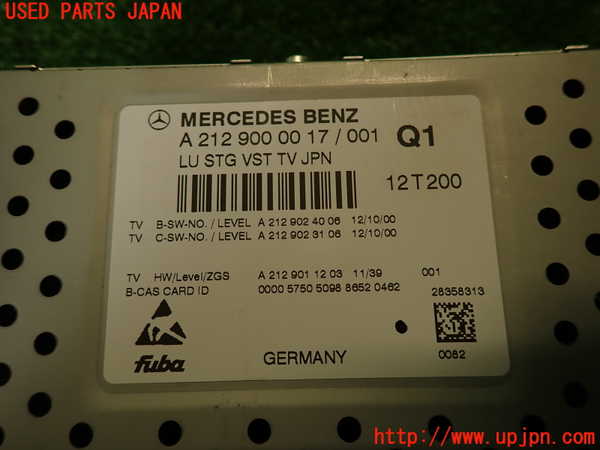 USED PARTS JAPAN
MERCEDES BENZ
A 212 900 00 17 / 001 Q1
LU STG VST TV JPN
12T200
TV B-SW-NO. / LEVEL A 212 902 40 06 12/10/00
TV C-SW-NO. / LEVEL A 212 902 31 06 12/10/00
TV HW/Level/ZGS A 212 901 12 03 11/39 001
B-CAS CARD ID 0000 5750 5098 8652 0462 28358313
fuba GERMANY 0082
http://www.upjpn.com/